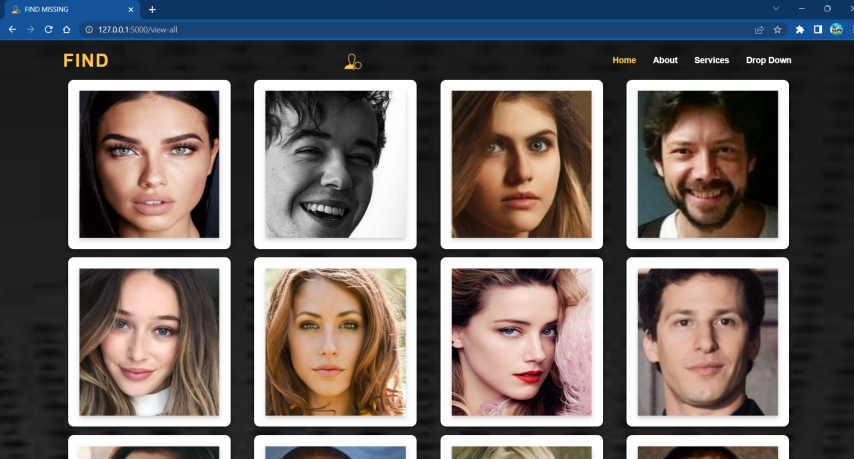 FIND MISSING
127.0.0.1:5000/view-all
FIND
Home About Services Drop Down